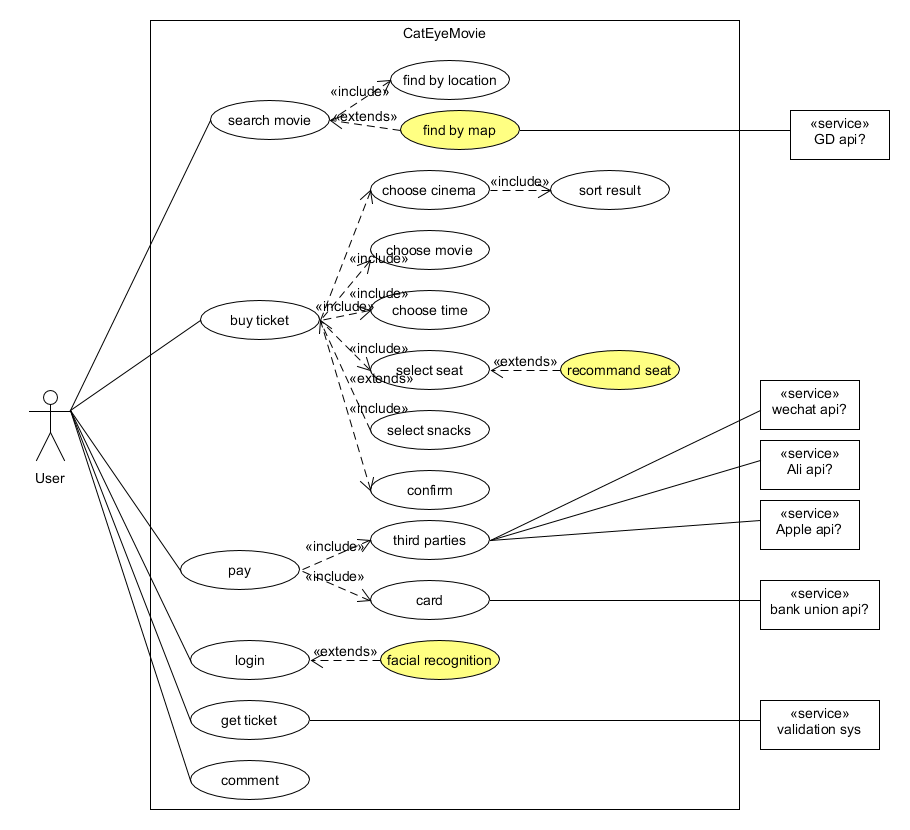 CatEyeMovie
find by location
«include»
«extends»
search movie
find by map
«service»
GD api?
choose cinema
«include»
sort result
choose movie
«include»
«include»
«include»
choose time
buy ticket
«include»
«extends»
select seat
recommand seat
«extends»
«include»
select snacks
«service»
wechat api?
«service»
Ali api?
User
confirm
«service»
Apple api?
third parties
«include»
pay
«include»
card
«service»
bank union api?
login
«extends»
facial recognition
get ticket
«service»
validation sys
comment